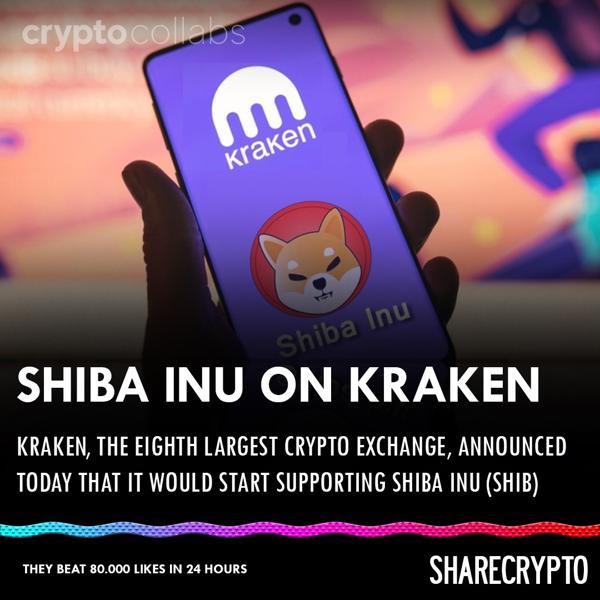 cryptocollabs
kraken
Shiba Inu
SHIBA INU ON KRAKEN
KRAKEN, THE EIGHTH LARGEST CRYPTO EXCHANGE, ANNOUNCED
TODAY THAT IT WOULD START SUPPORTING SHIBA INU (SHIB)
THEY BEAT 80.000 LIKES IN 24 HOURS
SHARECRYPTO